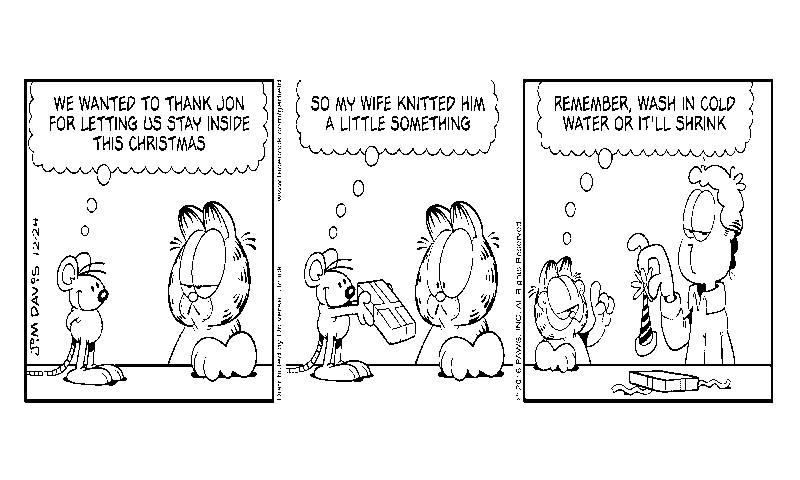 WE WANTED TO THANK JON
FOR LETTING US STAY INSIDE
THIS CHRISTMAS
JIM DAVIS 12-24
SO MY WIFE KNITTED HIM
A LITTLE SOMETHING
REMEMBER, WASH IN COLD
WATER OR IT'LL SHRINK
PAWS, INC. All Rights Reserved